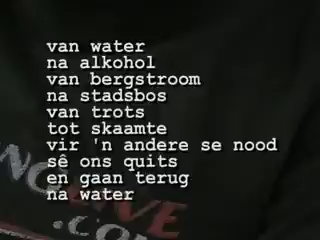 van water
na alkohol
van bergstroom
na stadsbos
van trots
tot skaamte
vir 'n andere se nood
sê ons quits
en gaan terug
na water
.CO